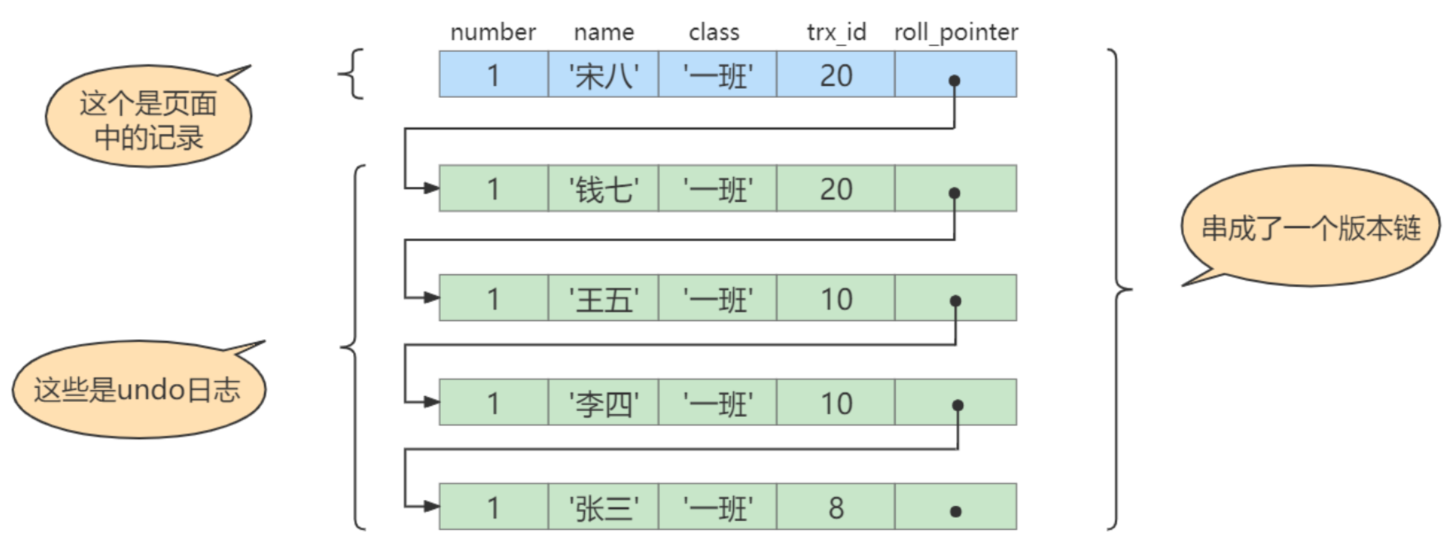 number name class trx_id roll_pointer
1 '宋八' '一班' 20
这个是页面
中的记录
1 '钱七' '一班' 20
串成了一个版本链
1 '王五' '一班' 10
这些是undo日志
1 '李四' '一班' 10
1 '张三' '一班' 8